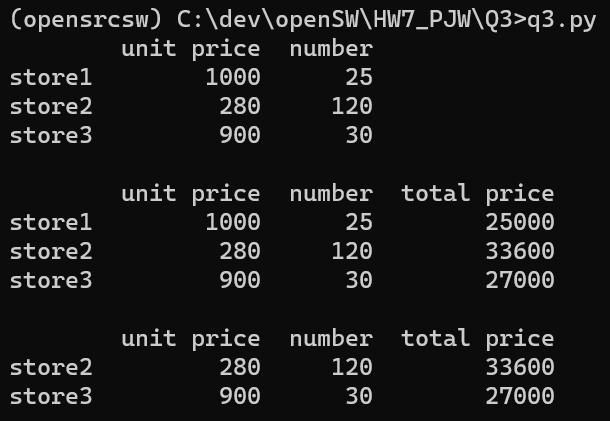 (opensrcsw) C:\dev\openSW\HW7_PJW\Q3>q3.py
        unit price  number
store1        1000      25
store2         280     120
store3         900      30

        unit price  number  total price
store1        1000      25        25000
store2         280     120        33600
store3         900      30        27000

        unit price  number  total price
store2         280     120        33600
store3         900      30        27000